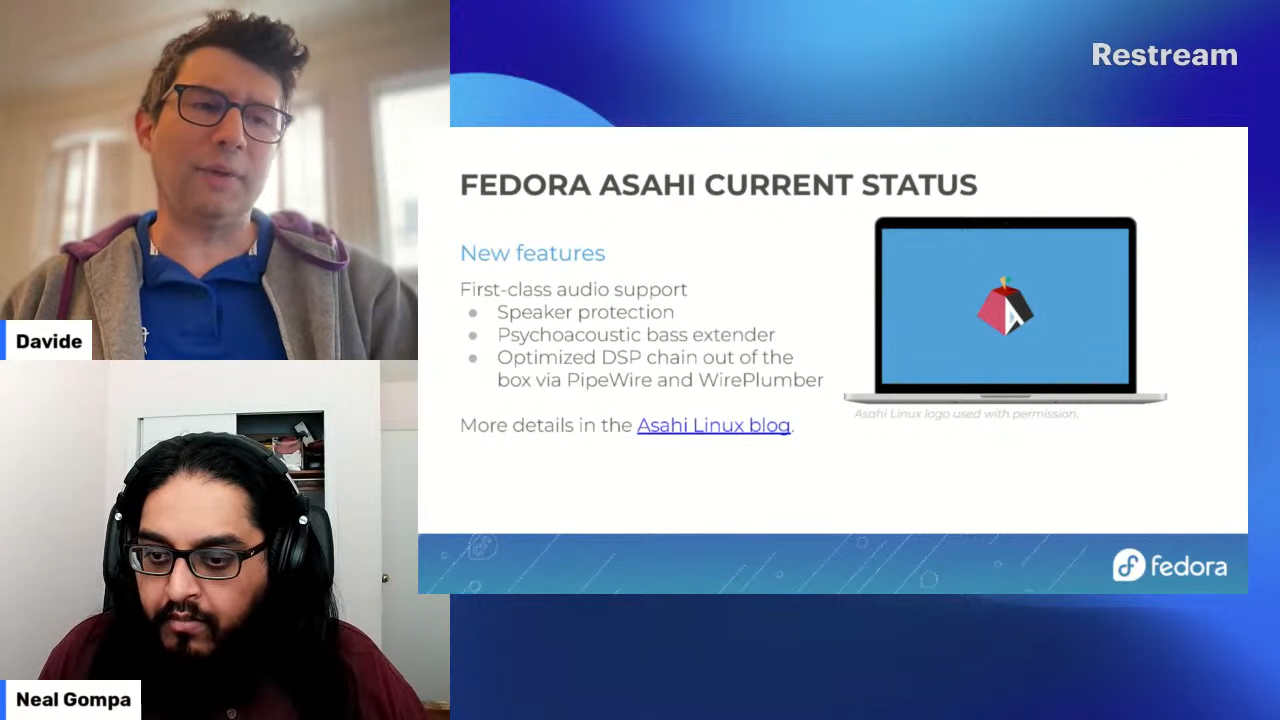 Restream
FEDORA ASAHI CURRENT STATUS
New features
First-class audio support
Speaker protection
Psychoacoustic bass extender
Optimized DSP chain out of the
box via PipeWire and WirePlumber
More details in the Asahi Linux blog.
Asahi Linux logo used with permission.
fedora
Davide
Neal Gompa